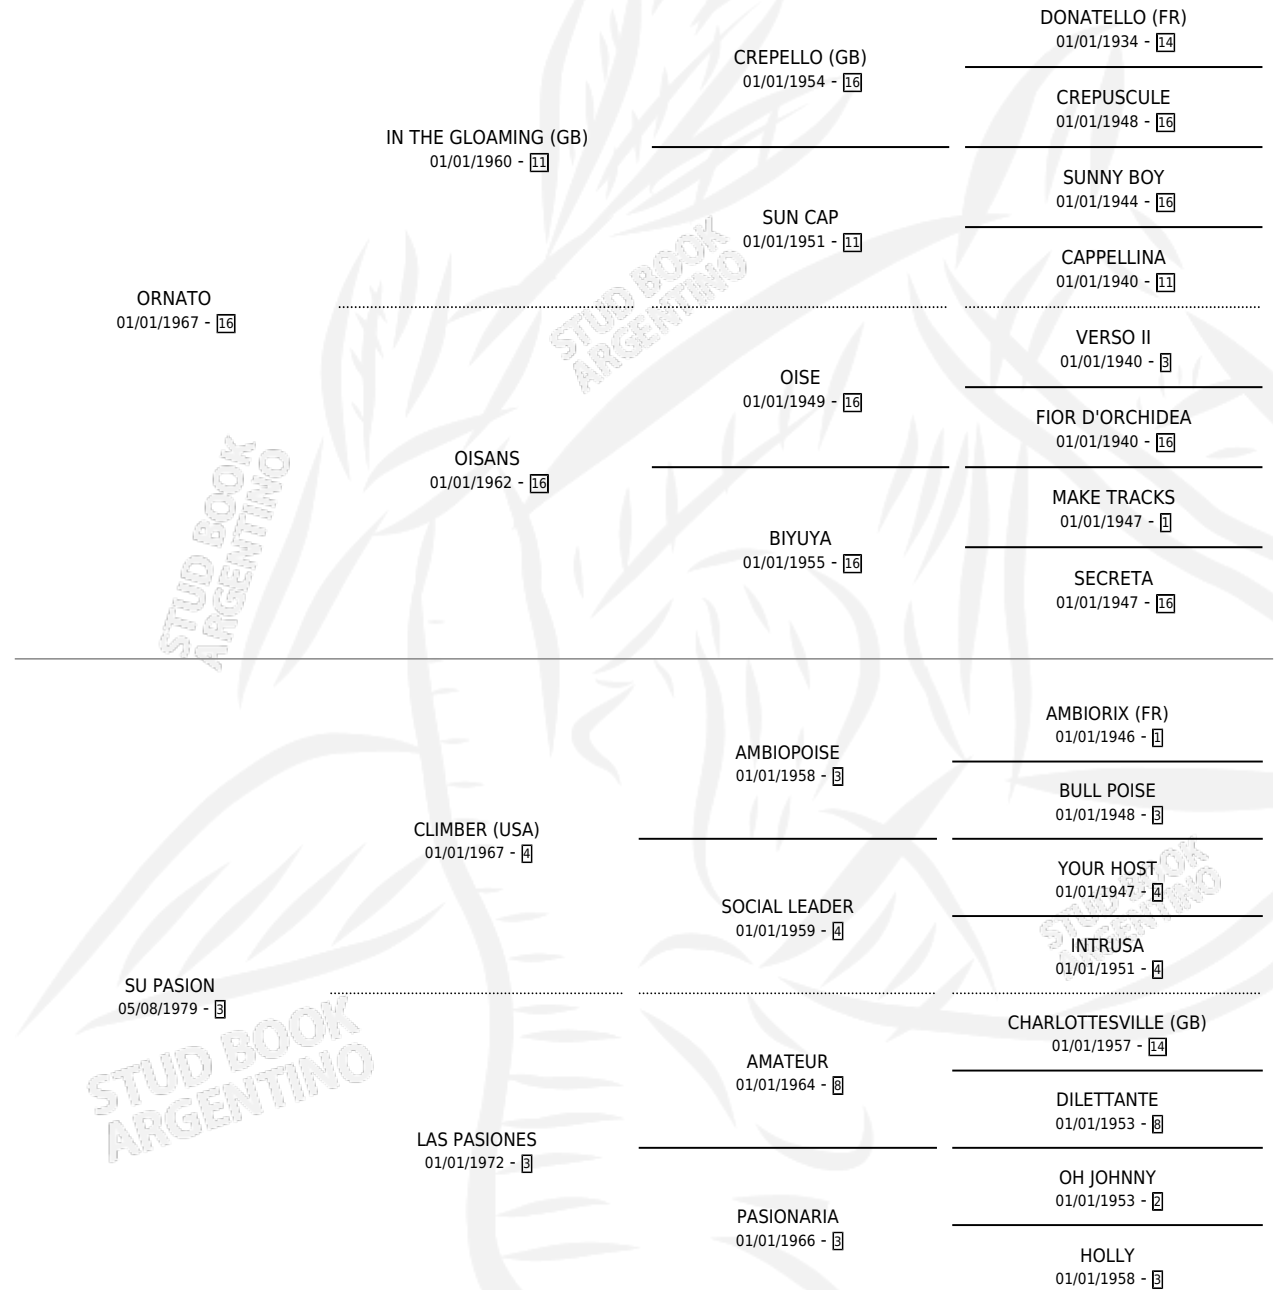 DONATELLO (FR)
01/01/1934 - 14
CREPELLO (GB)
01/01/1954 - 16
CREPUSCULE
01/01/1948 - 16
IN THE GLOAMING (GB)
01/01/1960 - 11
SUNNY BOY
01/01/1944 - 16
SUN CAP
01/01/1951 - 11
CAPPELLINA
01/01/1940 - 11
ORNATO
01/01/1967 - 16
VERSO II
01/01/1940 - 3
OISE
01/01/1949 - 16
FIOR D'ORCHIDEA
01/01/1940 - 16
OISANS
01/01/1962 - 16
MAKE TRACKS
01/01/1947 - 1
BIYUYA
01/01/1955 - 16
SECRETA
01/01/1947 - 16
AMBIORIX (FR)
01/01/1946 - 1
AMBIOPOISE
01/01/1958 - 3
BULL POISE
01/01/1948 - 3
CLIMBER (USA)
01/01/1967 - 4
YOUR HOST
01/01/1947 - 4
SOCIAL LEADER
01/01/1959 - 4
INTRUSA
01/01/1951 - 4
SU PASION
05/08/1979 - 3
CHARLOTTESVILLE (GB)
01/01/1957 - 14
AMATEUR
01/01/1964 - 8
DILETTANTE
01/01/1953 - 8
LAS PASIONES
01/01/1972 - 3
OH JOHNNY
01/01/1953 - 2
PASIONARIA
01/01/1966 - 3
HOLLY
01/01/1958 - 3
STUD BOOK
ARGENTINO
STUD BOOK
ARGENTINO
STUD BOOK
ARGENTINO
STUD BOOK
ARGENTINO